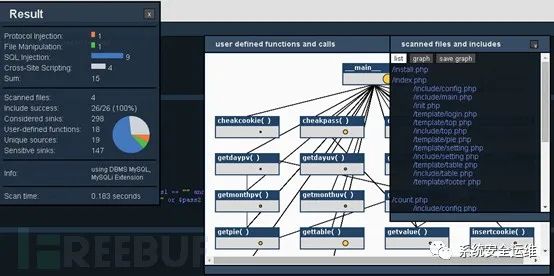 Result
x
Protocol Injection: 1
File Manipulation: 1
SQL Injection: 9
Cross-Site Scripting: 4
Sum: 15
Scanned files: 4
Include success: 26/26 (100%)
Considered sinks: 298
User-defined functions: 18
Unique sources: 19
Sensitive sinks: 147
Info: using DBMS MySQL,
MySQLi Extension
Scan time: 0.183 seconds
user defined functions and calls
__main__
cheakcookie( )
cheakpass( )
getdaypv( )
getdayuv( )
getmonthpv( )
getmonthuv( )
getpie( )
gettable( )
getvalue( )
insertcookie( )
scanned files and includes
list
graph
save graph
/install.php
/index.php
/include/config.php
/include/main.php
/init.php
/template/login.php
/template/top.php
/include/top.php
/template/pie.php
/template/setting.php
/include/setting.php
/template/table.php
/include/table.php
/template/footer.php
/count.php
/include/config.php
FREEBU
系统安全运维